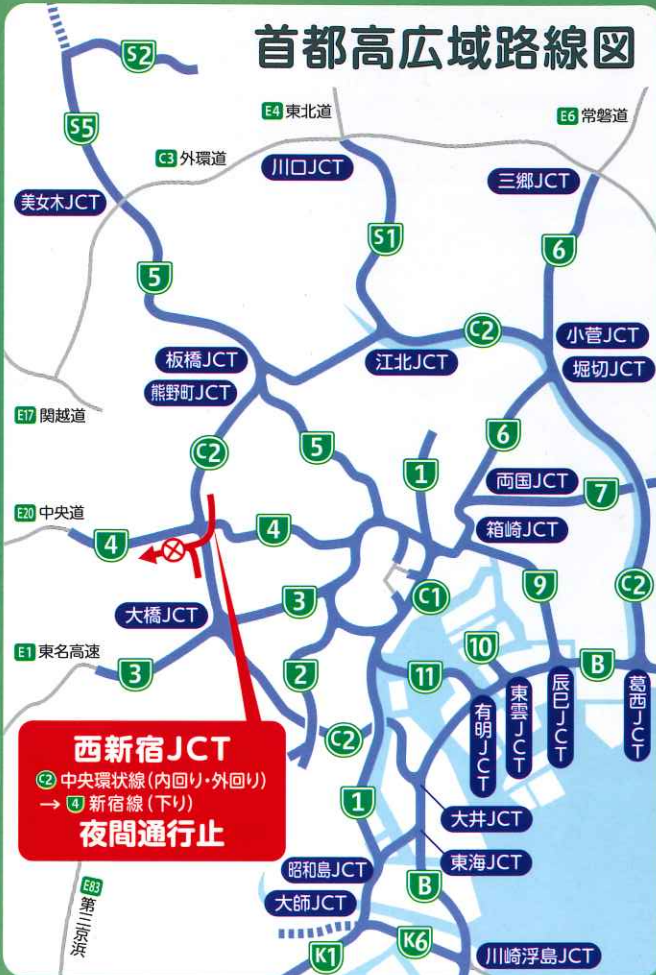 首都高広域路線図
S2
S5
E4 東北道
E6 常磐道
C3 外環道
川口JCT
三郷JCT
美女木JCT
S1
6
5
C2
小菅JCT
板橋JCT
江北JCT
堀切JCT
熊野町JCT
E17 関越道
C2
5
1
6
両国JCT
7
E20 中央道
4
4
箱崎JCT
3
C1
9
C2
大橋JCT
E1 東名高速
3
2
11
10
B
有明JCT
東雲JCT
辰巳JCT
葛西JCT
西新宿JCT
C2 中央環状線(内回り・外回り)
→ 4 新宿線(下り)
夜間通行止
C2
1
大井JCT
昭和島JCT
東海JCT
大師JCT
B
E83 第三京浜
K1
K6
川崎浮島JCT